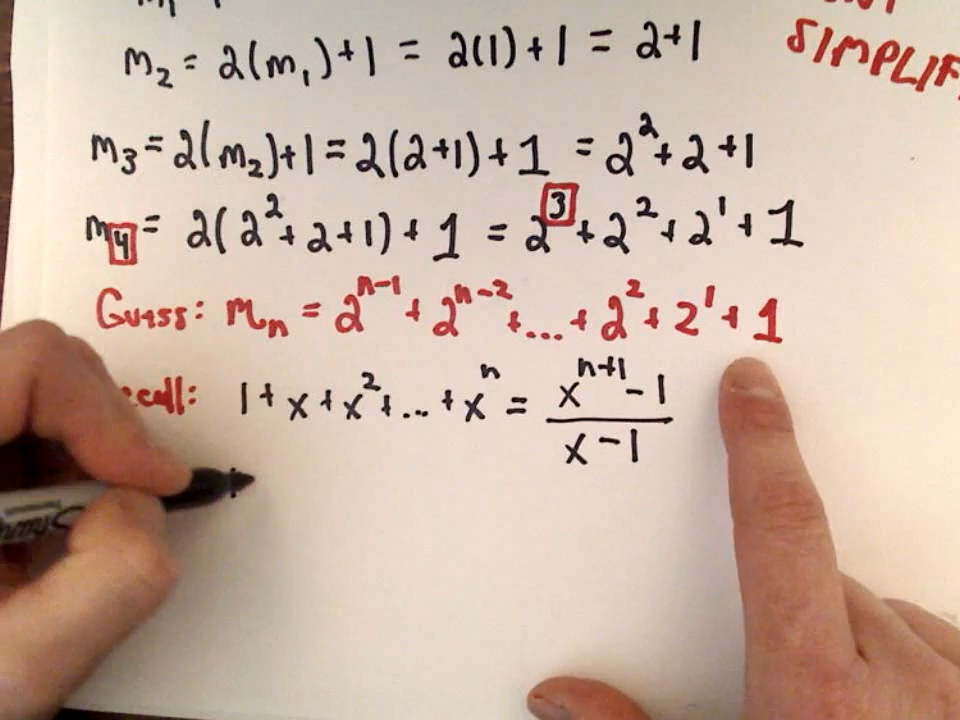 SIMPLIF
m₂ = 2(m₁)+1 = 2(1)+1 = 2+1
m₃ = 2(m₂)+1 = 2(2+1)+1 = 2²+2+1
m₄ = 2(2²+2+1)+1 = 2³+2²+2¹+1
Guess: mₙ = 2ⁿ⁻¹+2ⁿ⁻²+...+2²+2¹+1
call: 1+x+x²+...+xⁿ = (xⁿ⁺¹-1)/(x-1)